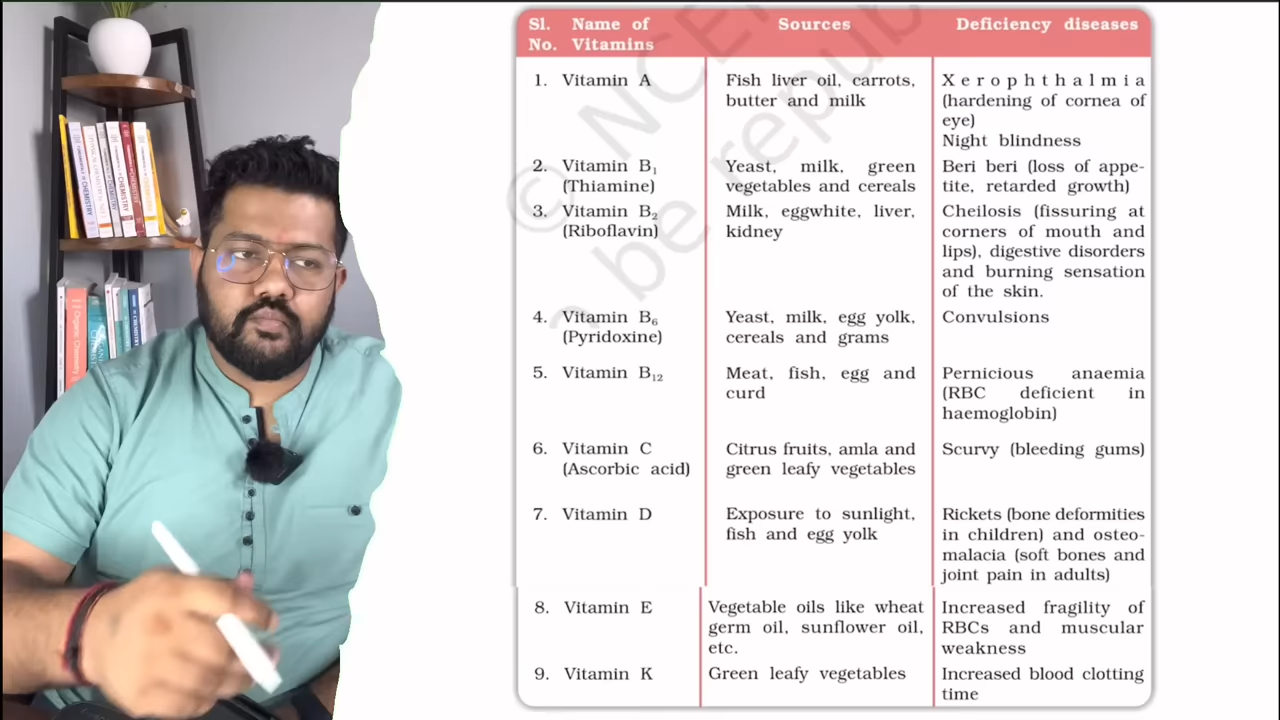 Sl. Name of Sources Deficiency diseases
No. Vitamins
1. Vitamin A Fish liver oil, carrots, Xerophthalmia
butter and milk (hardening of cornea of
eye)
Night blindness
2. Vitamin B₁ Yeast, milk, green Beri beri (loss of appe-
(Thiamine) vegetables and cereals tite, retarded growth)
3. Vitamin B₂ Milk, eggwhite, liver, Cheilosis (fissuring at
(Riboflavin) kidney corners of mouth and
lips), digestive disorders
and burning sensation
of the skin.
4. Vitamin B₆ Yeast, milk, egg yolk, Convulsions
(Pyridoxine) cereals and grams
5. Vitamin B₁₂ Meat, fish, egg and Pernicious anaemia
curd (RBC deficient in
haemoglobin)
6. Vitamin C Citrus fruits, amla and Scurvy (bleeding gums)
(Ascorbic acid) green leafy vegetables
7. Vitamin D Exposure to sunlight, Rickets (bone deformities
fish and egg yolk in children) and osteo-
malacia (soft bones and
joint pain in adults)
8. Vitamin E Vegetable oils like wheat Increased fragility of
germ oil, sunflower oil, RBCs and muscular
etc. weakness
9. Vitamin K Green leafy vegetables Increased blood clotting
time